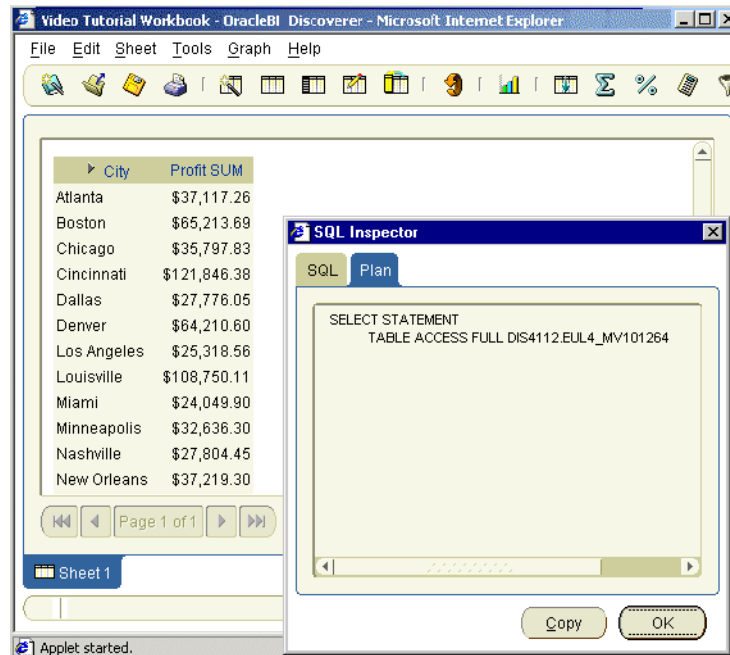 Video Tutorial Workbook - OracleBI Discoverer - Microsoft Internet Explorer
File Edit Sheet Tools Graph Help
City Profit SUM
Atlanta $37,117.26
Boston $65,213.69
Chicago $35,797.83
Cincinnati $121,846.38
Dallas $27,776.05
Denver $64,210.60
Los Angeles $25,318.56
Louisville $108,750.11
Miami $24,049.90
Minneapolis $32,636.30
Nashville $27,804.45
New Orleans $37,219.30
Page 1 of 1
Sheet 1
Applet started.
SQL Inspector
SQL Plan
SELECT STATEMENT
TABLE ACCESS FULL DIS4112.EUL4_MV101264
Copy OK